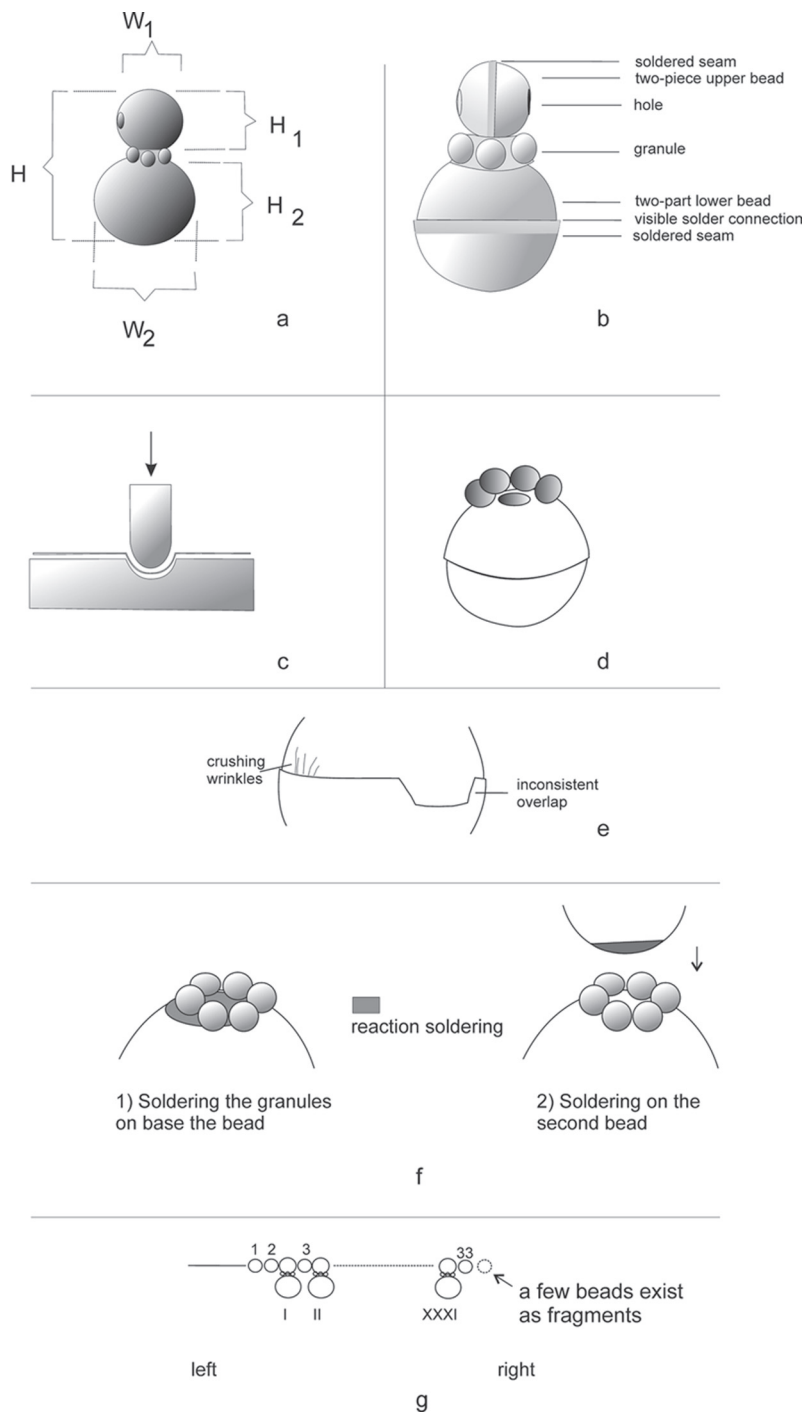 W1
H
H1
H2
W2
a
soldered seam
two-piece upper bead
hole
granule
two-part lower bead
visible solder connection
soldered seam
b
c
d
crushing
wrinkles
inconsistent
overlap
e
reaction soldering
1) Soldering the granules
on base the bead
2) Soldering on the
second bead
f
1 2 3 33
I II XXXI
a few beads exist
as fragments
left right
g